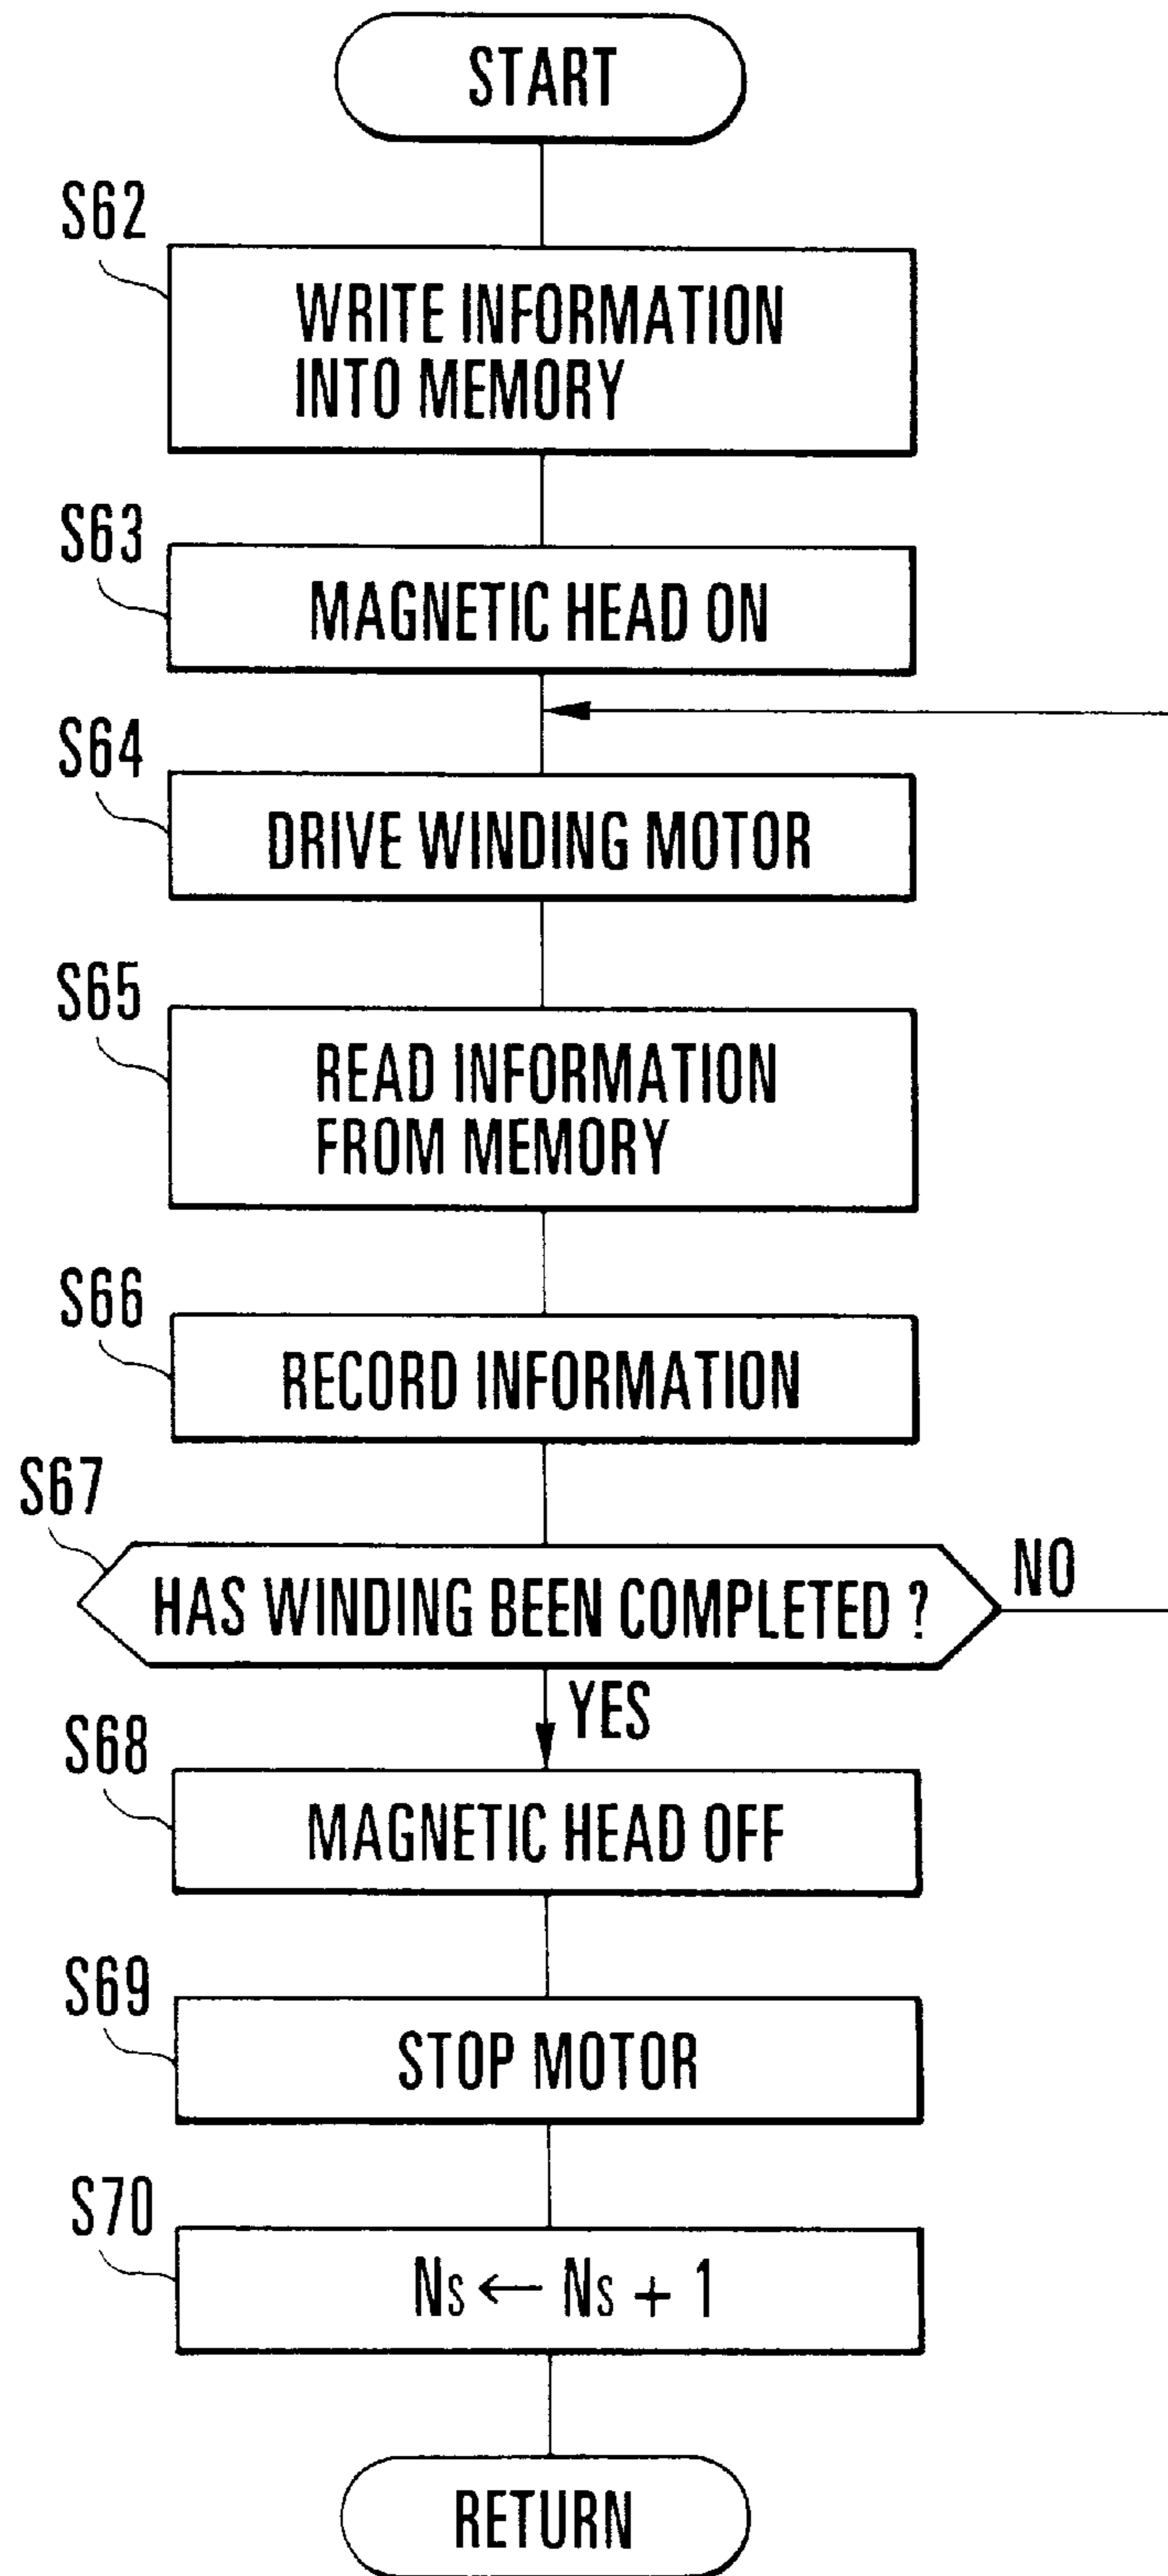 START
S62
WRITE INFORMATION
INTO MEMORY
S63
MAGNETIC HEAD ON
S64
DRIVE WINDING MOTOR
S65
READ INFORMATION
FROM MEMORY
S66
RECORD INFORMATION
S67
HAS WINDING BEEN COMPLETED ?
NO
YES
S68
MAGNETIC HEAD OFF
S69
STOP MOTOR
S70
Ns ← Ns + 1
RETURN